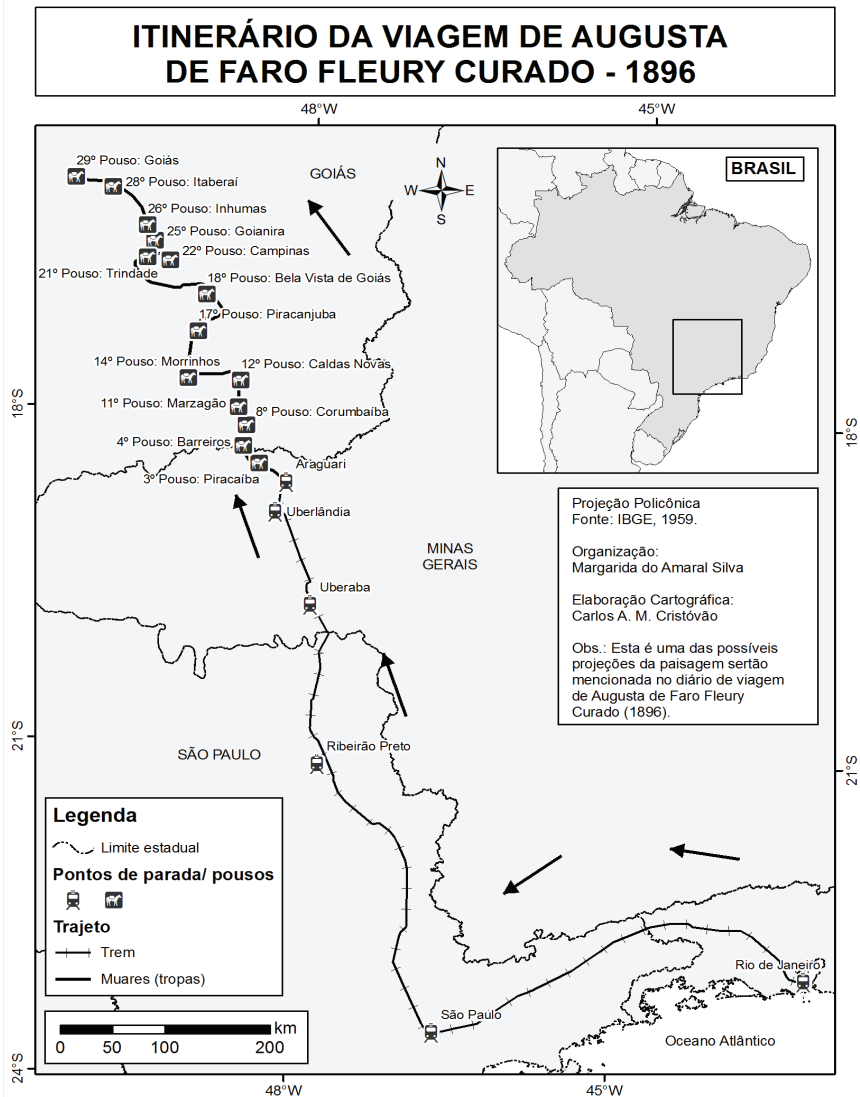 ITINERÁRIO DA VIAGEM DE AUGUSTA
DE FARO FLEURY CURADO - 1896
48°W
45°W
29º Pouso: Goiás
GOIÁS
N
W
E
S
BRASIL
28º Pouso: Itaberaí
26º Pouso: Inhumas
25º Pouso: Goianira
22º Pouso: Campinas
21º Pouso: Trindade
18º Pouso: Bela Vista de Goiás
17º Pouso: Piracanjuba
14º Pouso: Morrinhos
12º Pouso: Caldas Novas
11º Pouso: Marzagão
8º Pouso: Corumbaíba
18°S
18°S
4º Pouso: Barreiros
Araguari
3º Pouso: Piracaíba
Uberlândia
MINAS
GERAIS
Uberaba
Projeção Policônica
Fonte: IBGE, 1959.
Organização:
Margarida do Amaral Silva
Elaboração Cartográfica:
Carlos A. M. Cristóvão
Obs.: Esta é uma das possíveis
projeções da paisagem sertão
mencionada no diário de viagem
de Augusta de Faro Fleury
Curado (1896).
21°S
21°S
SÃO PAULO
Ribeirão Preto
Legenda
Limite estadual
Pontos de parada/ pousos
Trajeto
Trem
Muares (tropas)
Rio de Janeiro
São Paulo
Oceano Atlântico
km
0 50 100 200
24°S
48°W
45°W